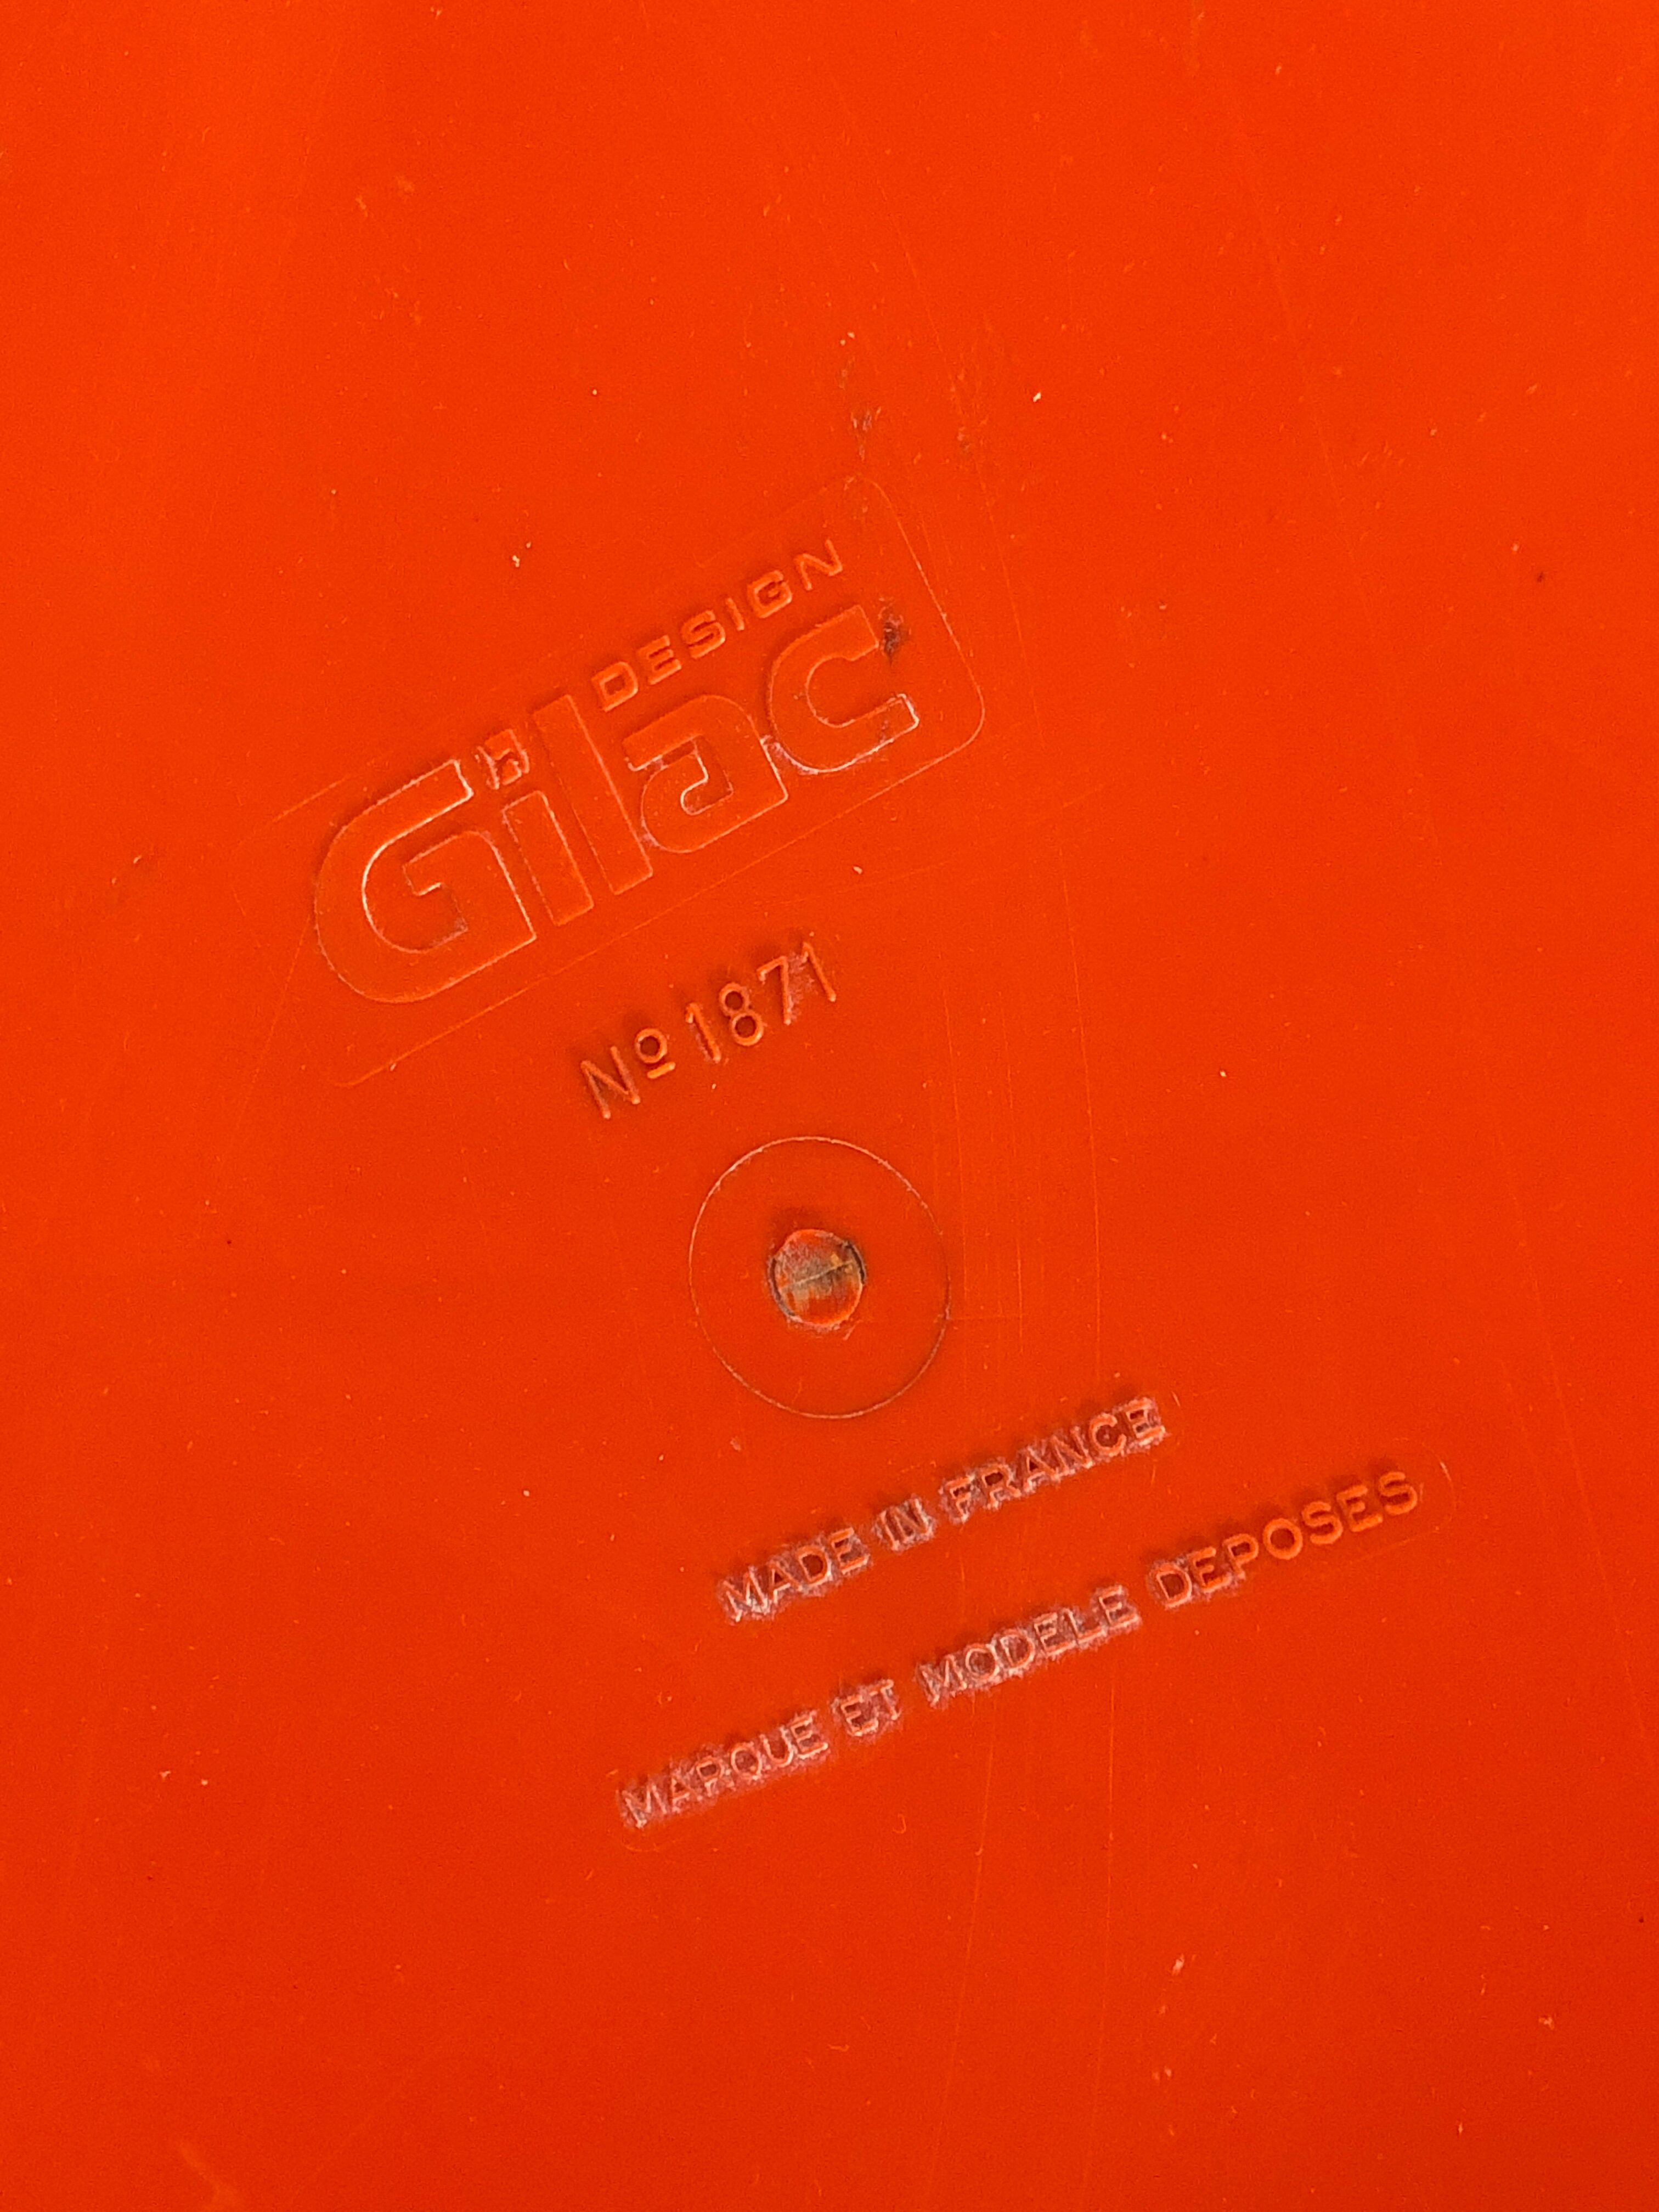 DESIGN
Gilac
Nº 1871
MADE IN FRANCE
MARQUE ET MODELE DEPOSES